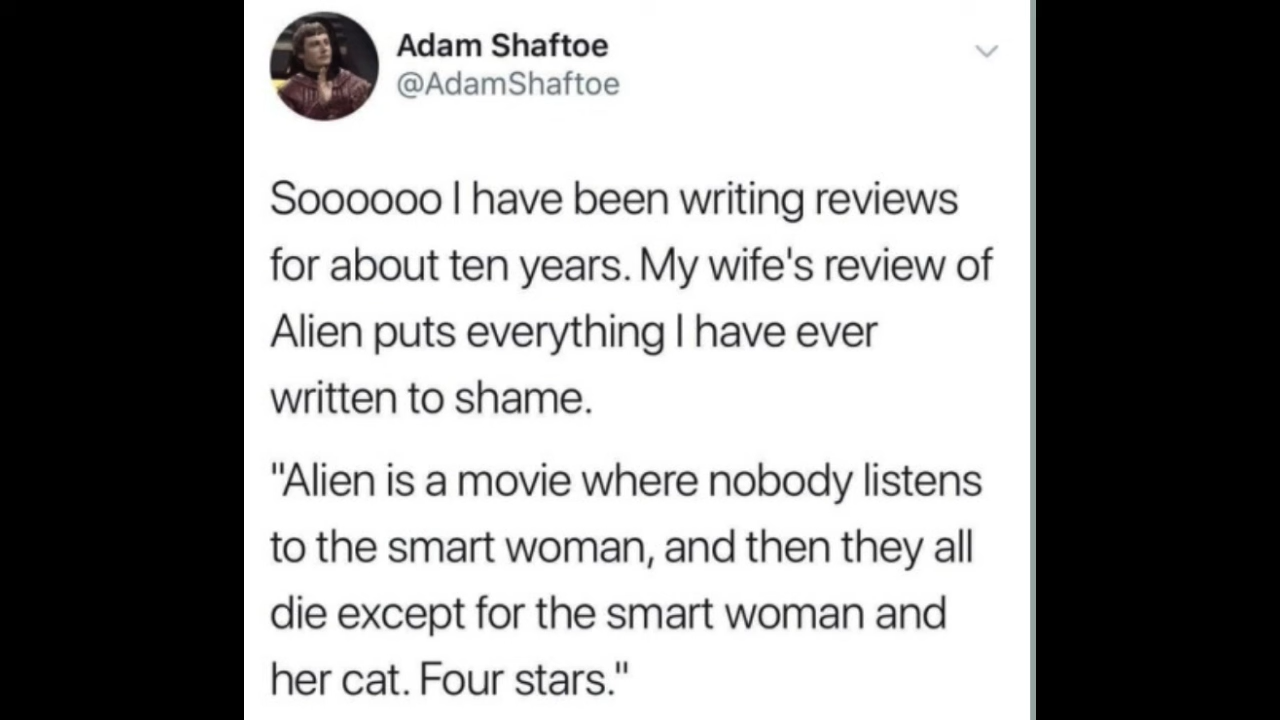 Adam Shaftoe
@AdamShaftoe
Soooooo I have been writing reviews
for about ten years. My wife's review of
Alien puts everything I have ever
written to shame.
"Alien is a movie where nobody listens
to the smart woman, and then they all
die except for the smart woman and
her cat. Four stars."